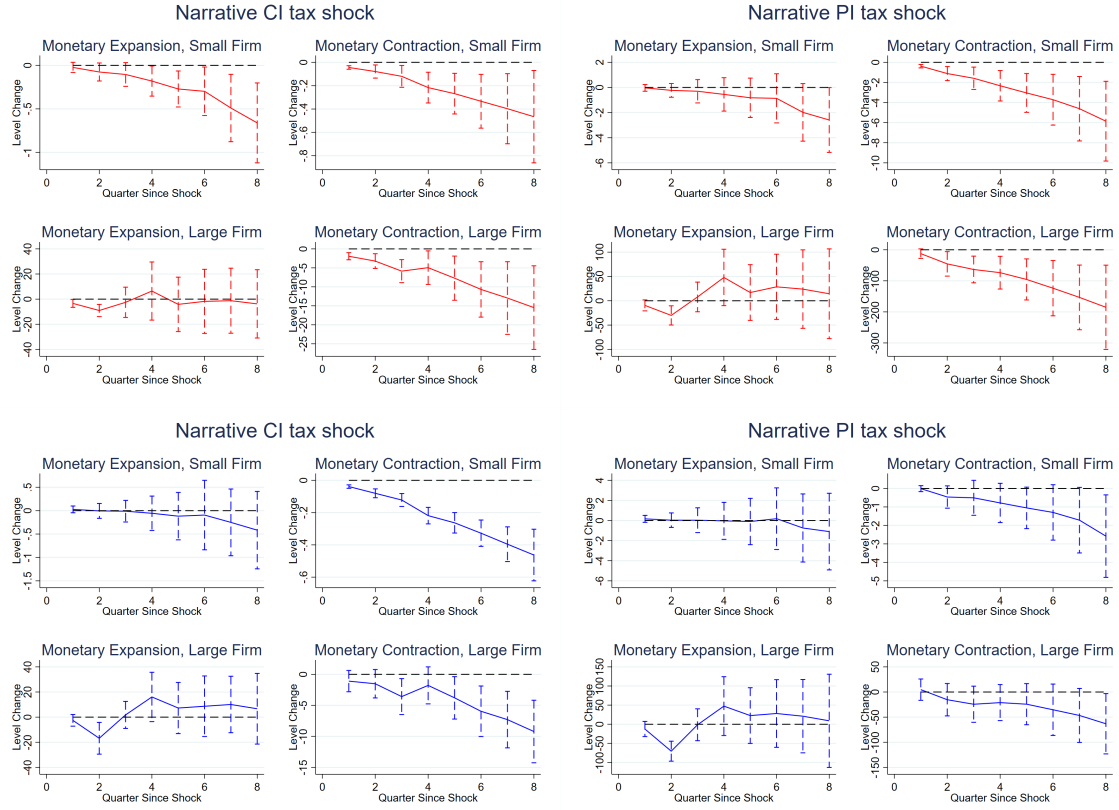 Narrative CI tax shock
Monetary Expansion, Small Firm
Level Change
0
-.5
-1
0 2 4 6 8
Quarter Since Shock
Monetary Contraction, Small Firm
Level Change
0
-.2
-.4
-.6
-.8
0 2 4 6 8
Quarter Since Shock
Monetary Expansion, Large Firm
Level Change
40
20
0
-20
-40
0 2 4 6 8
Quarter Since Shock
Monetary Contraction, Large Firm
Level Change
0
-5
-10
-15
-20
-25
0 2 4 6 8
Quarter Since Shock
Narrative PI tax shock
Monetary Expansion, Small Firm
Level Change
2
0
-2
-4
-6
0 2 4 6 8
Quarter Since Shock
Monetary Contraction, Small Firm
Level Change
0
-2
-4
-6
-8
-10
0 2 4 6 8
Quarter Since Shock
Monetary Expansion, Large Firm
Level Change
100
50
0
-50
-100
0 2 4 6 8
Quarter Since Shock
Monetary Contraction, Large Firm
Level Change
0
-100
-200
-300
0 2 4 6 8
Quarter Since Shock
Narrative CI tax shock
Monetary Expansion, Small Firm
Level Change
.5
0
-.5
-1
-1.5
0 2 4 6 8
Quarter Since Shock
Monetary Contraction, Small Firm
Level Change
0
-.2
-.4
-.6
0 2 4 6 8
Quarter Since Shock
Monetary Expansion, Large Firm
Level Change
40
20
0
-20
-40
0 2 4 6 8
Quarter Since Shock
Monetary Contraction, Large Firm
Level Change
0
-5
-10
-15
0 2 4 6 8
Quarter Since Shock
Narrative PI tax shock
Monetary Expansion, Small Firm
Level Change
4
2
0
-2
-4
-6
0 2 4 6 8
Quarter Since Shock
Monetary Contraction, Small Firm
Level Change
0
-1
-2
-3
-4
-5
0 2 4 6 8
Quarter Since Shock
Monetary Expansion, Large Firm
Level Change
150
100
50
0
-50
-100
0 2 4 6 8
Quarter Since Shock
Monetary Contraction, Large Firm
Level Change
50
0
-50
-100
-150
0 2 4 6 8
Quarter Since Shock